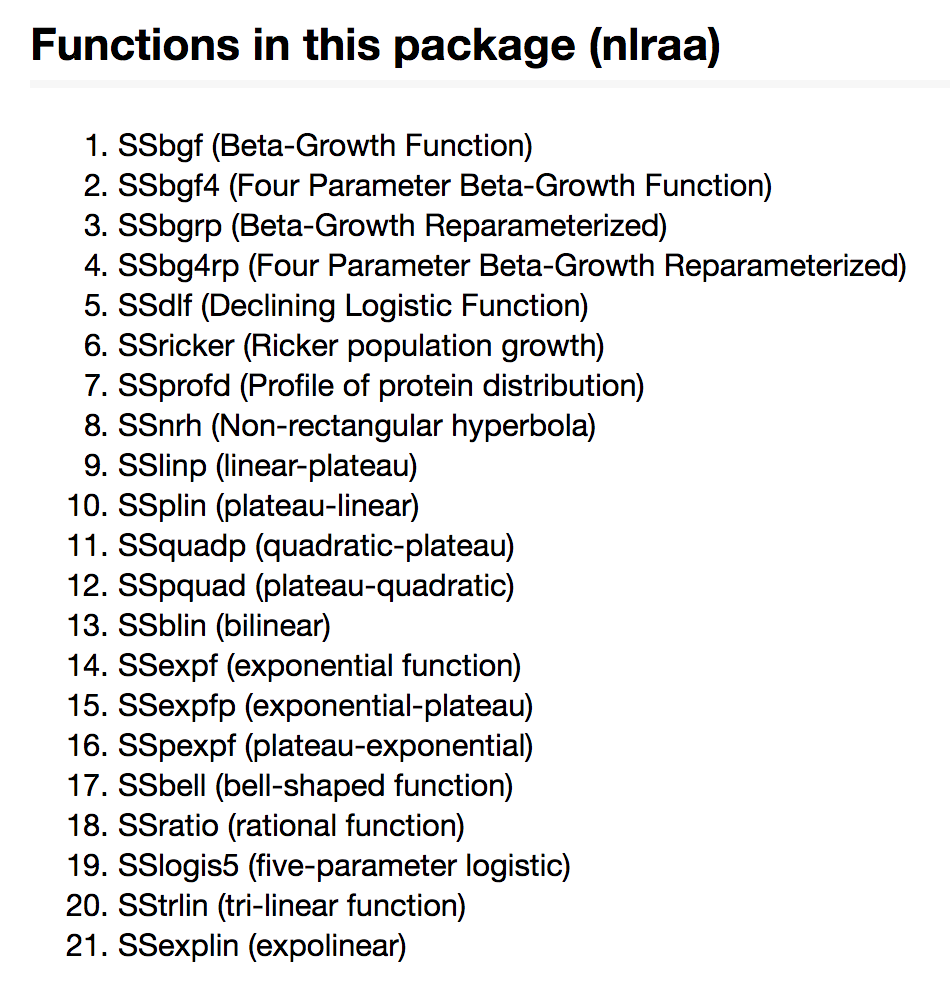 Functions in this package (nlraa)
1. SSbgf (Beta-Growth Function)
2. SSbgf4 (Four Parameter Beta-Growth Function)
3. SSbgrp (Beta-Growth Reparameterized)
4. SSbg4rp (Four Parameter Beta-Growth Reparameterized)
5. SSdlf (Declining Logistic Function)
6. SSricker (Ricker population growth)
7. SSprofd (Profile of protein distribution)
8. SSnrh (Non-rectangular hyperbola)
9. SSlinp (linear-plateau)
10. SSplin (plateau-linear)
11. SSquadp (quadratic-plateau)
12. SSpquad (plateau-quadratic)
13. SSblin (bilinear)
14. SSexpf (exponential function)
15. SSexpfp (exponential-plateau)
16. SSpexpf (plateau-exponential)
17. SSbell (bell-shaped function)
18. SSratio (rational function)
19. SSlogis5 (five-parameter logistic)
20. SStrlin (tri-linear function)
21. SSexplin (expolinear)